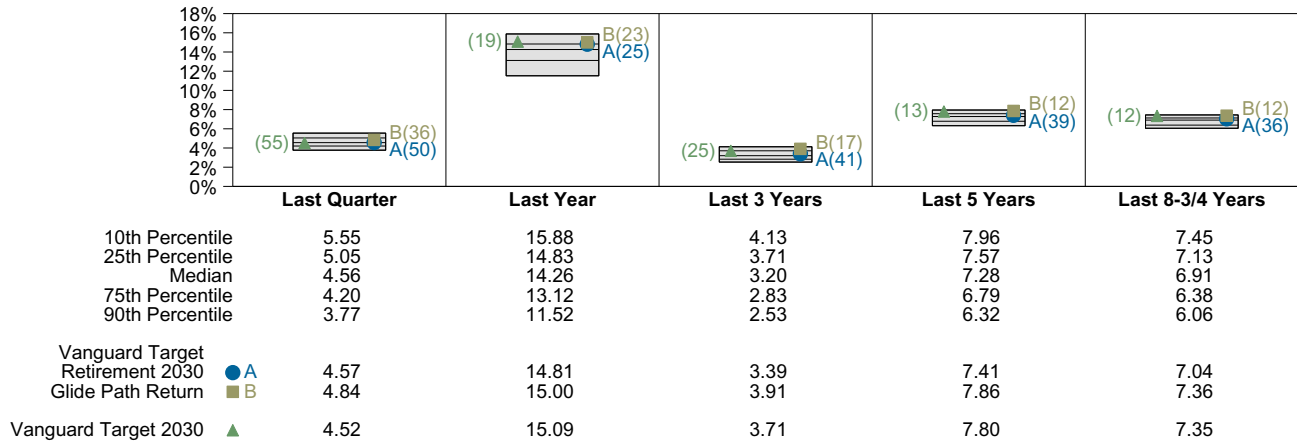 18%
16%
14%
12%
10%
8%
6%
4%
2%
0%
(55) B(36)
A(50)
(19) B(23)
A(25)
(25) B(17)
A(41)
(13) B(12)
A(39)
(12) B(12)
A(36)
Last Quarter Last Year Last 3 Years Last 5 Years Last 8-3/4 Years
10th Percentile 5.55 15.88 4.13 7.96 7.45
25th Percentile 5.05 14.83 3.71 7.57 7.13
Median 4.56 14.26 3.20 7.28 6.91
75th Percentile 4.20 13.12 2.83 6.79 6.38
90th Percentile 3.77 11.52 2.53 6.32 6.06
Vanguard Target
Retirement 2030 A 4.57 14.81 3.39 7.41 7.04
Glide Path Return B 4.84 15.00 3.91 7.86 7.36
Vanguard Target 2030 4.52 15.09 3.71 7.80 7.35